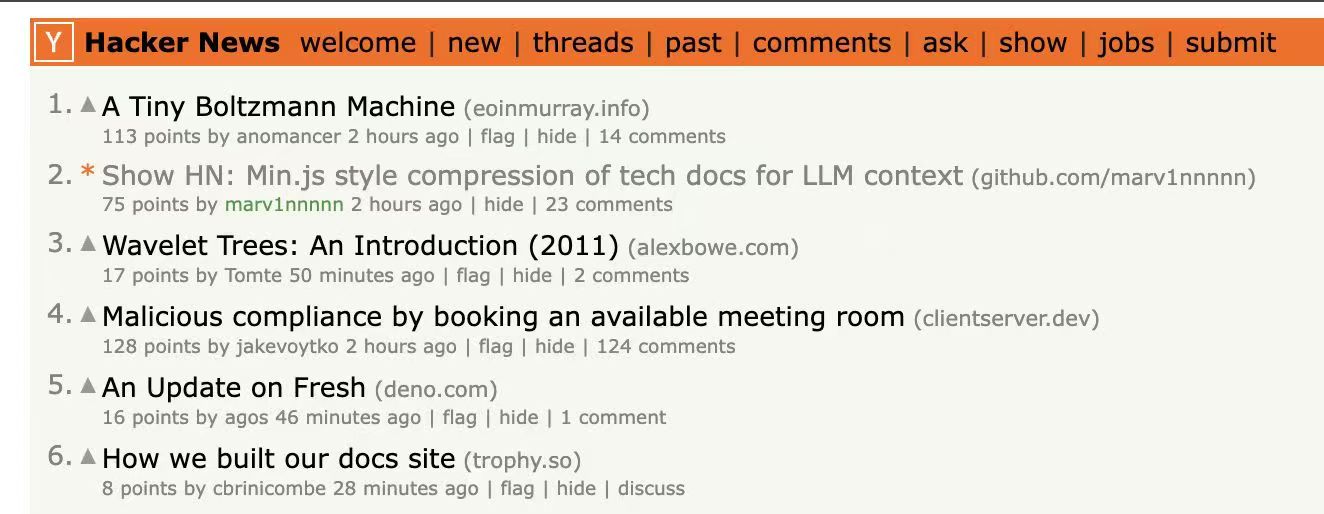 Y Hacker News welcome | new | threads | past | comments | ask | show | jobs | submit
1. ▲ A Tiny Boltzmann Machine (eoinmurray.info)
113 points by anomancer 2 hours ago | flag | hide | 14 comments
2. * Show HN: Min.js style compression of tech docs for LLM context (github.com/marv1nnnnn)
75 points by marv1nnnnn 2 hours ago | hide | 23 comments
3. ▲ Wavelet Trees: An Introduction (2011) (alexbowe.com)
17 points by Tomte 50 minutes ago | flag | hide | 2 comments
4. ▲ Malicious compliance by booking an available meeting room (clientserver.dev)
128 points by jakevoytko 2 hours ago | flag | hide | 124 comments
5. ▲ An Update on Fresh (deno.com)
16 points by agos 46 minutes ago | flag | hide | 1 comment
6. ▲ How we built our docs site (trophy.so)
8 points by cbrinicombe 28 minutes ago | flag | hide | discuss